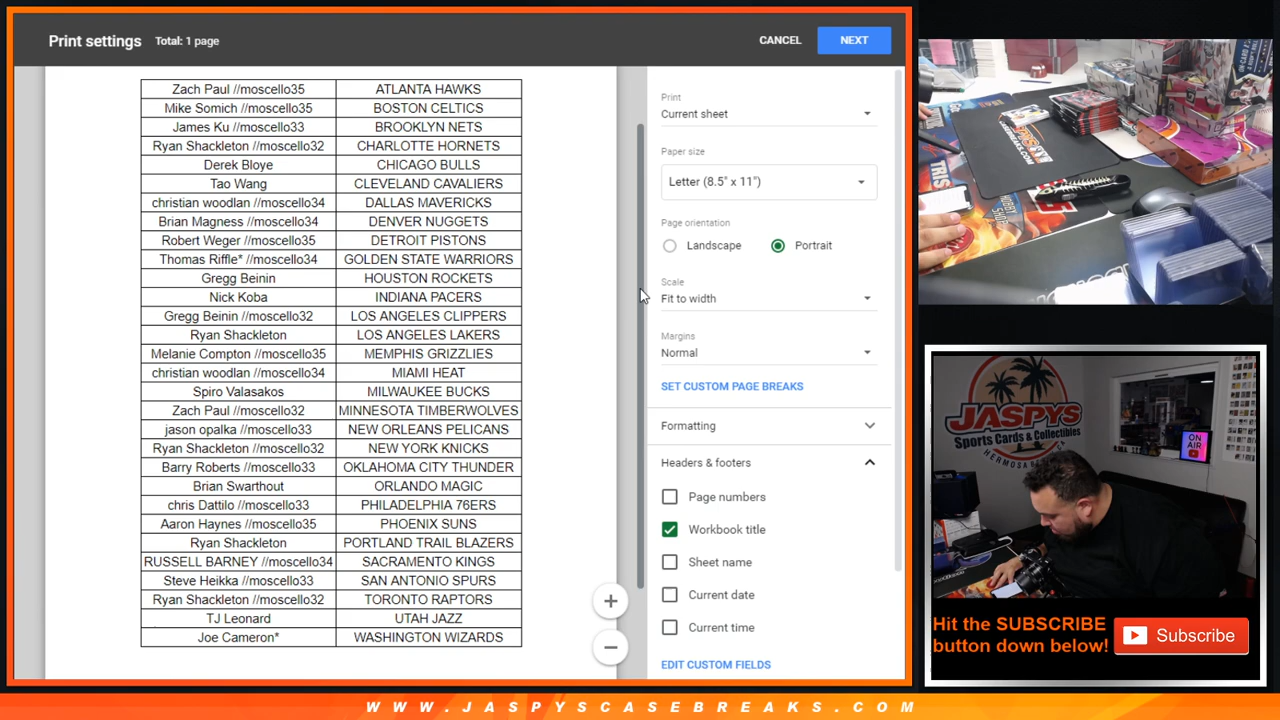 Print settings Total: 1 page CANCEL NEXT
Zach Paul //moscello35 ATLANTA HAWKS
Mike Somich //moscello35 BOSTON CELTICS
James Ku //moscello33 BROOKLYN NETS
Ryan Shackleton //moscello32 CHARLOTTE HORNETS
Derek Bloye CHICAGO BULLS
Tao Wang CLEVELAND CAVALIERS
christian woodlan //moscello34 DALLAS MAVERICKS
Brian Magness //moscello34 DENVER NUGGETS
Robert Weger //moscello35 DETROIT PISTONS
Thomas Riffle* //moscello34 GOLDEN STATE WARRIORS
Gregg Beinin HOUSTON ROCKETS
Nick Koba INDIANA PACERS
Gregg Beinin //moscello32 LOS ANGELES CLIPPERS
Ryan Shackleton LOS ANGELES LAKERS
Melanie Compton //moscello35 MEMPHIS GRIZZLIES
christian woodlan //moscello34 MIAMI HEAT
Spiro Valasakos MILWAUKEE BUCKS
Zach Paul //moscello32 MINNESOTA TIMBERWOLVES
jason opalka //moscello33 NEW ORLEANS PELICANS
Ryan Shackleton //moscello32 NEW YORK KNICKS
Barry Roberts //moscello33 OKLAHOMA CITY THUNDER
Brian Swarthout ORLANDO MAGIC
chris Dattilo //moscello33 PHILADELPHIA 76ERS
Aaron Haynes //moscello35 PHOENIX SUNS
Ryan Shackleton PORTLAND TRAIL BLAZERS
RUSSELL BARNEY //moscello34 SACRAMENTO KINGS
Steve Heikka //moscello33 SAN ANTONIO SPURS
Ryan Shackleton //moscello32 TORONTO RAPTORS
TJ Leonard UTAH JAZZ
Joe Cameron* WASHINGTON WIZARDS
Print
Current sheet
Paper size
Letter (8.5" x 11")
Page orientation
Landscape Portrait
Scale
Fit to width
Margins
Normal
SET CUSTOM PAGE BREAKS
Formatting
Headers & footers
Page numbers
Workbook title
Sheet name
Current date
Current time
EDIT CUSTOM FIELDS
JASPYS
Sports Cards & Collectibles
HERMOSA
ON
AIR
Hit the SUBSCRIBE
button down below!
Subscribe
WWW.JASPYSCASEBREAKS.COM